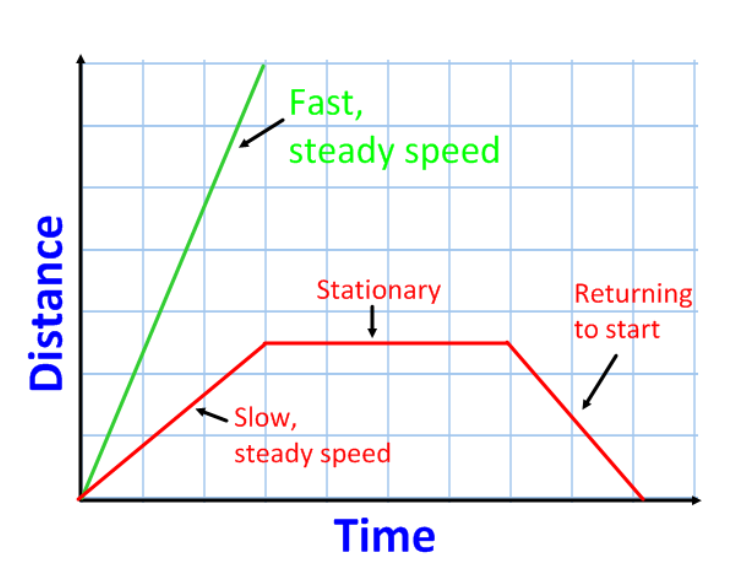 Fast,
steady speed
Stationary
Returning
to start
Slow,
steady speed
Distance
Time